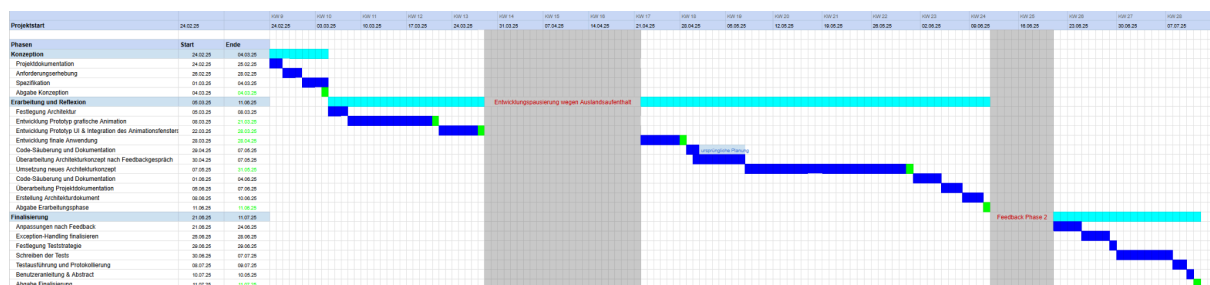 KW 9 KW 10 KW 11 KW 12 KW 13 KW 14 KW 15 KW 16 KW 17 KW 18 KW 19 KW 20 KW 21 KW 22 KW 23 KW 24 KW 25 KW 26 KW 27 KW 28
Projektstart 24.02.25 24.02.25 03.03.25 10.03.25 17.03.25 24.03.25 31.03.25 07.04.25 14.04.25 21.04.25 28.04.25 05.05.25 12.05.25 19.05.25 26.05.25 02.06.25 09.06.25 16.06.25 23.06.25 30.06.25 07.07.25
Phasen Start Ende
Konzeption 24.02.25 04.03.25
Projektdokumentation 24.02.25 25.02.25
Anforderungserhebung 26.02.25 28.02.25
Spezifikation 01.03.25 04.03.25
Abgabe Konzeption 04.03.25 04.03.25
Erarbeitung und Reflexion 05.03.25 11.06.25 Entwicklungspausierung wegen Auslandsaufenthalt
Festlegung Architektur 05.03.25 08.03.25
Entwicklung Prototyp grafische Animation 08.03.25 21.03.25
Entwicklung Prototyp UI & Integration des Animationsfensters 22.03.25 28.03.25
Entwicklung finale Anwendung 28.03.25 28.04.25
Code-Säuberung und Dokumentation 28.04.25 07.05.25 ursprüngliche Planung
Überarbeitung Architekturkonzept nach Feedbackgespräch 30.04.25 07.05.25
Umsetzung neues Architekturkonzept 07.05.25 31.05.25
Code-Säuberung und Dokumentation 01.06.25 04.06.25
Überarbeitung Projektdokumentation 05.06.25 07.06.25
Erstellung Architekturdokument 08.06.25 10.06.25
Abgabe Erarbeitungsphase 11.06.25 11.06.25
Finalisierung 21.06.25 11.07.25 Feedback Phase 2
Anpassungen nach Feedback 21.06.25 24.06.25
Exception-Handling finalisieren 25.06.25 28.06.25
Festlegung Teststrategie 29.06.25 29.06.25
Schreiben der Tests 30.06.25 07.07.25
Testausführung und Protokollierung 08.07.25 09.07.25
Benutzeranleitung & Abstract 10.07.25 10.05.25
Abgabe Finalisierung 11.07.25 11.07.25